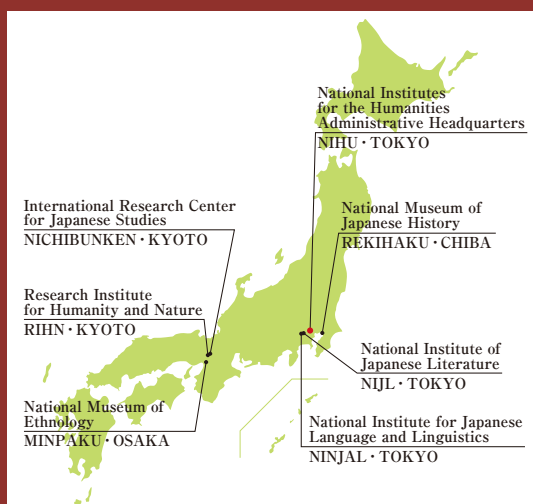 National Institutes
for the Humanities
Administrative Headquarters
NIHU・TOKYO
International Research Center
for Japanese Studies
NICHIBUNKEN・KYOTO
National Museum of
Japanese History
REKIHAKU・CHIBA
Research Institute
for Humanity and Nature
RIHN・KYOTO
National Institute of
Japanese Literature
NIJL・TOKYO
National Museum of
Ethnology
MINPAKU・OSAKA
National Institute for Japanese
Language and Linguistics
NINJAL・TOKYO